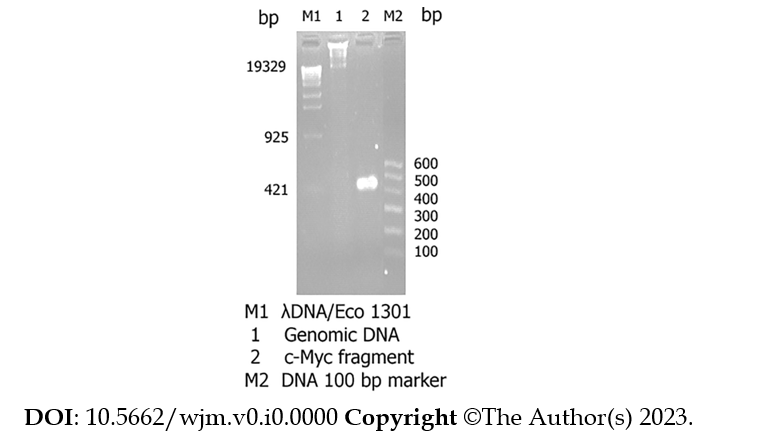 bp M1 1 2 M2 bp
19329
925
421
600
500
400
300
200
100
M1 λDNA/Eco 1301
1 Genomic DNA
2 c-Myc fragment
M2 DNA 100 bp marker
DOI: 10.5662/wjm.v0.i0.0000 Copyright ©The Author(s) 2023.